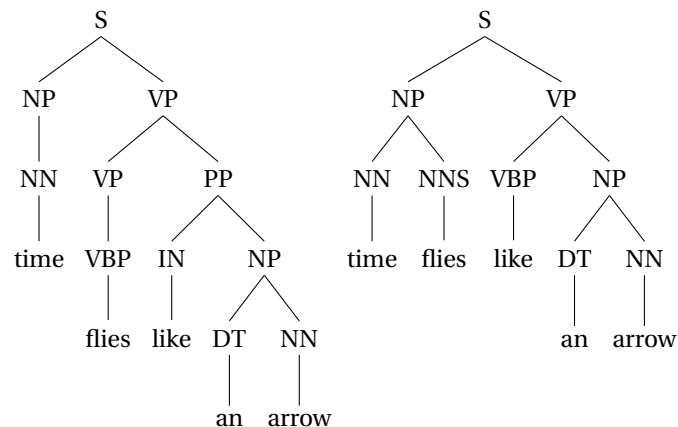 S S
NP VP NP VP
NN VP PP NN NNS VBP NP
time VBP IN NP time flies like DT NN
flies like DT NN an arrow
an arrow